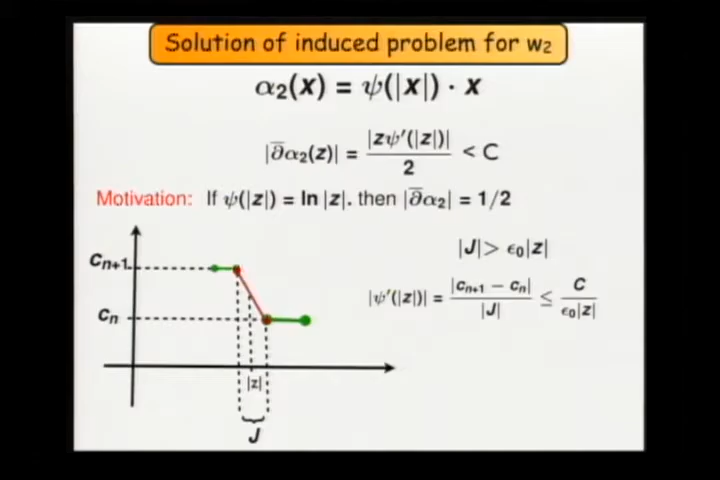 Solution of induced problem for w₂
α₂(x) = ψ(|x|) · x
|∂̅α₂(z)| = |zψ′(|z|)| / 2 < C
Motivation: If ψ(|z|) = ln |z|. then |∂̅α₂| = 1/2
|J| > ϵ₀|z|
|ψ′(|z|)| = |cₙ₊₁ − cₙ| / |J| ≤ C / ϵ₀|z|
cₙ₊₁
cₙ
|z|
J